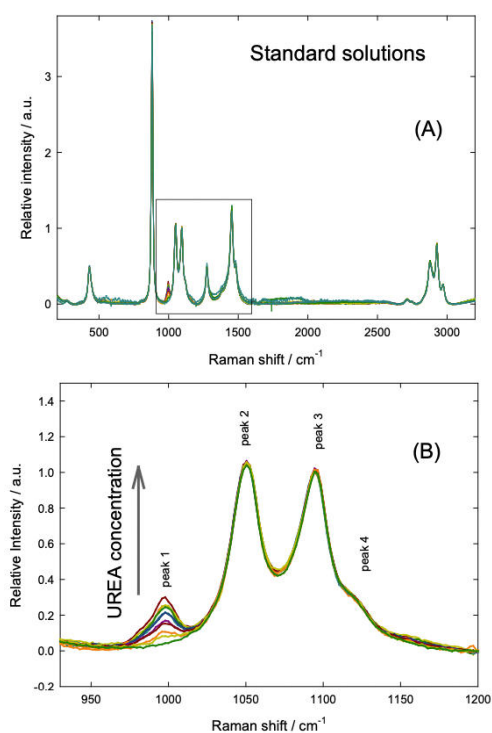 Standard solutions
(A)
Relative intensity / a.u.
4
3
2
1
0
500
1000
1500
2000
2500
3000
Raman shift / cm⁻¹
(B)
Relative Intensity / a.u.
1.4
1.2
1.0
0.8
0.6
0.4
0.2
0.0
-0.2
UREA concentration
peak 1
peak 2
peak 3
peak 4
950
1000
1050
1100
1150
1200
Raman shift / cm⁻¹